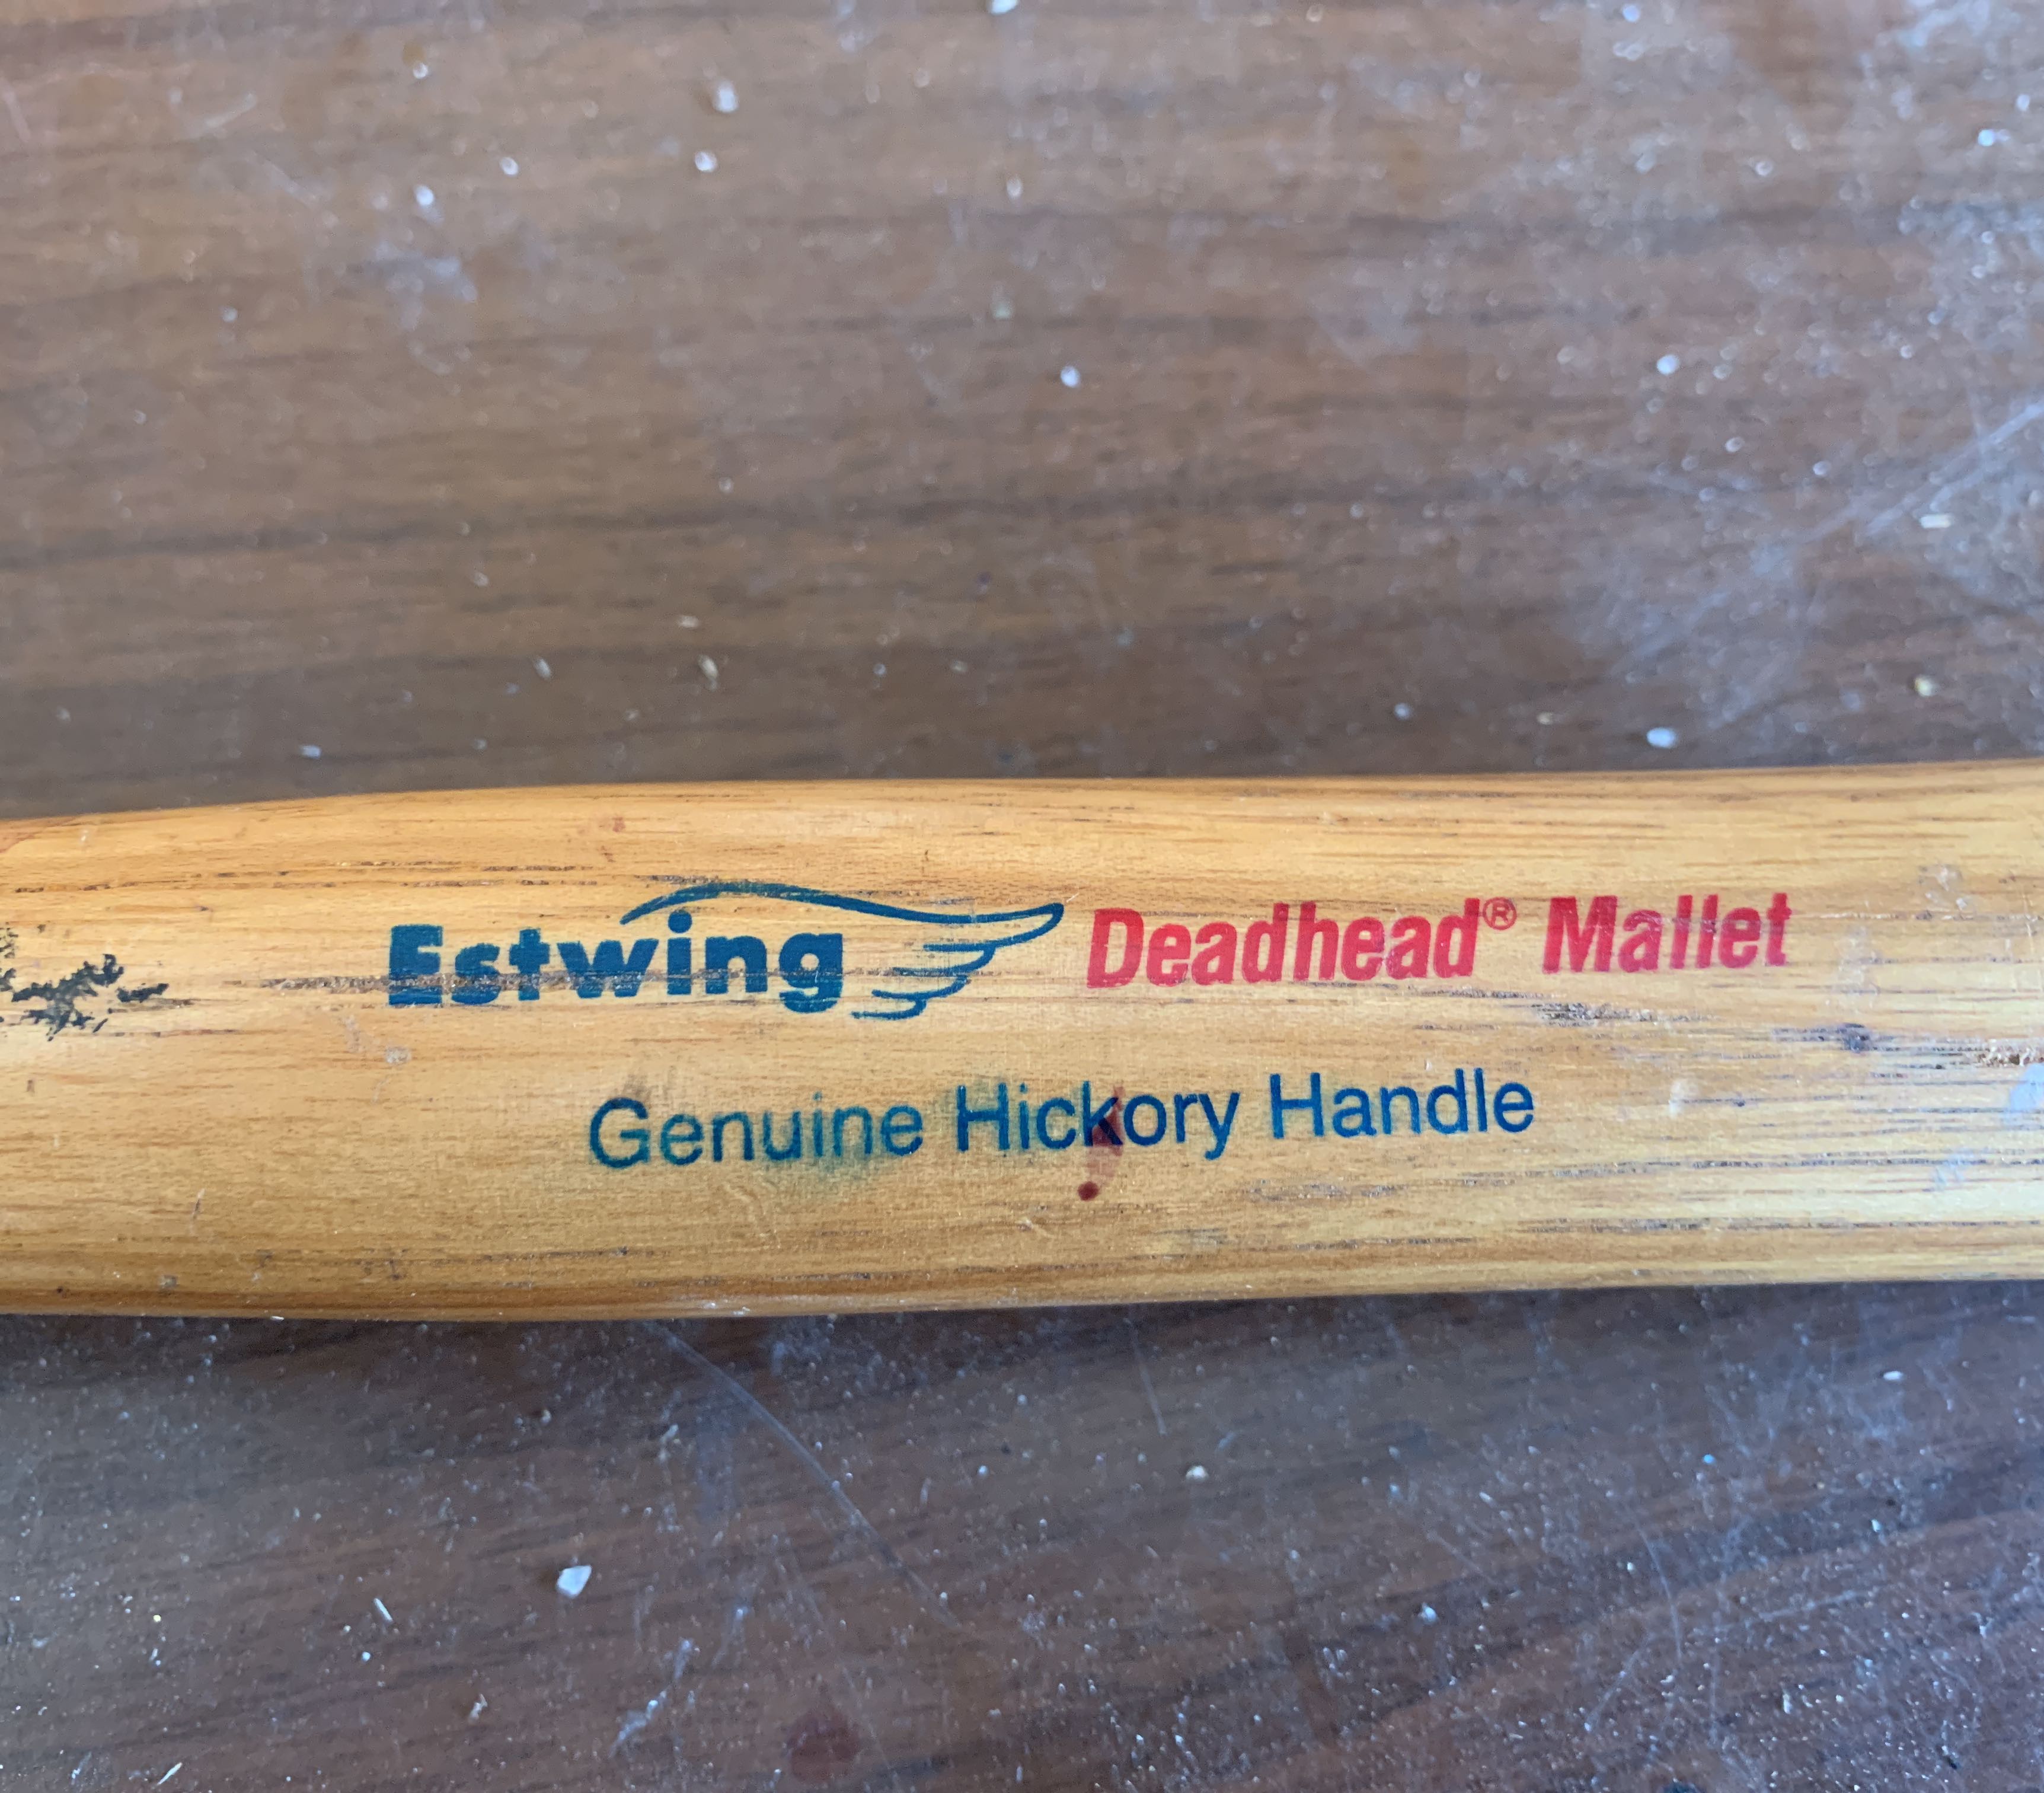 Estwing Deadhead® Mallet
Genuine Hickory Handle